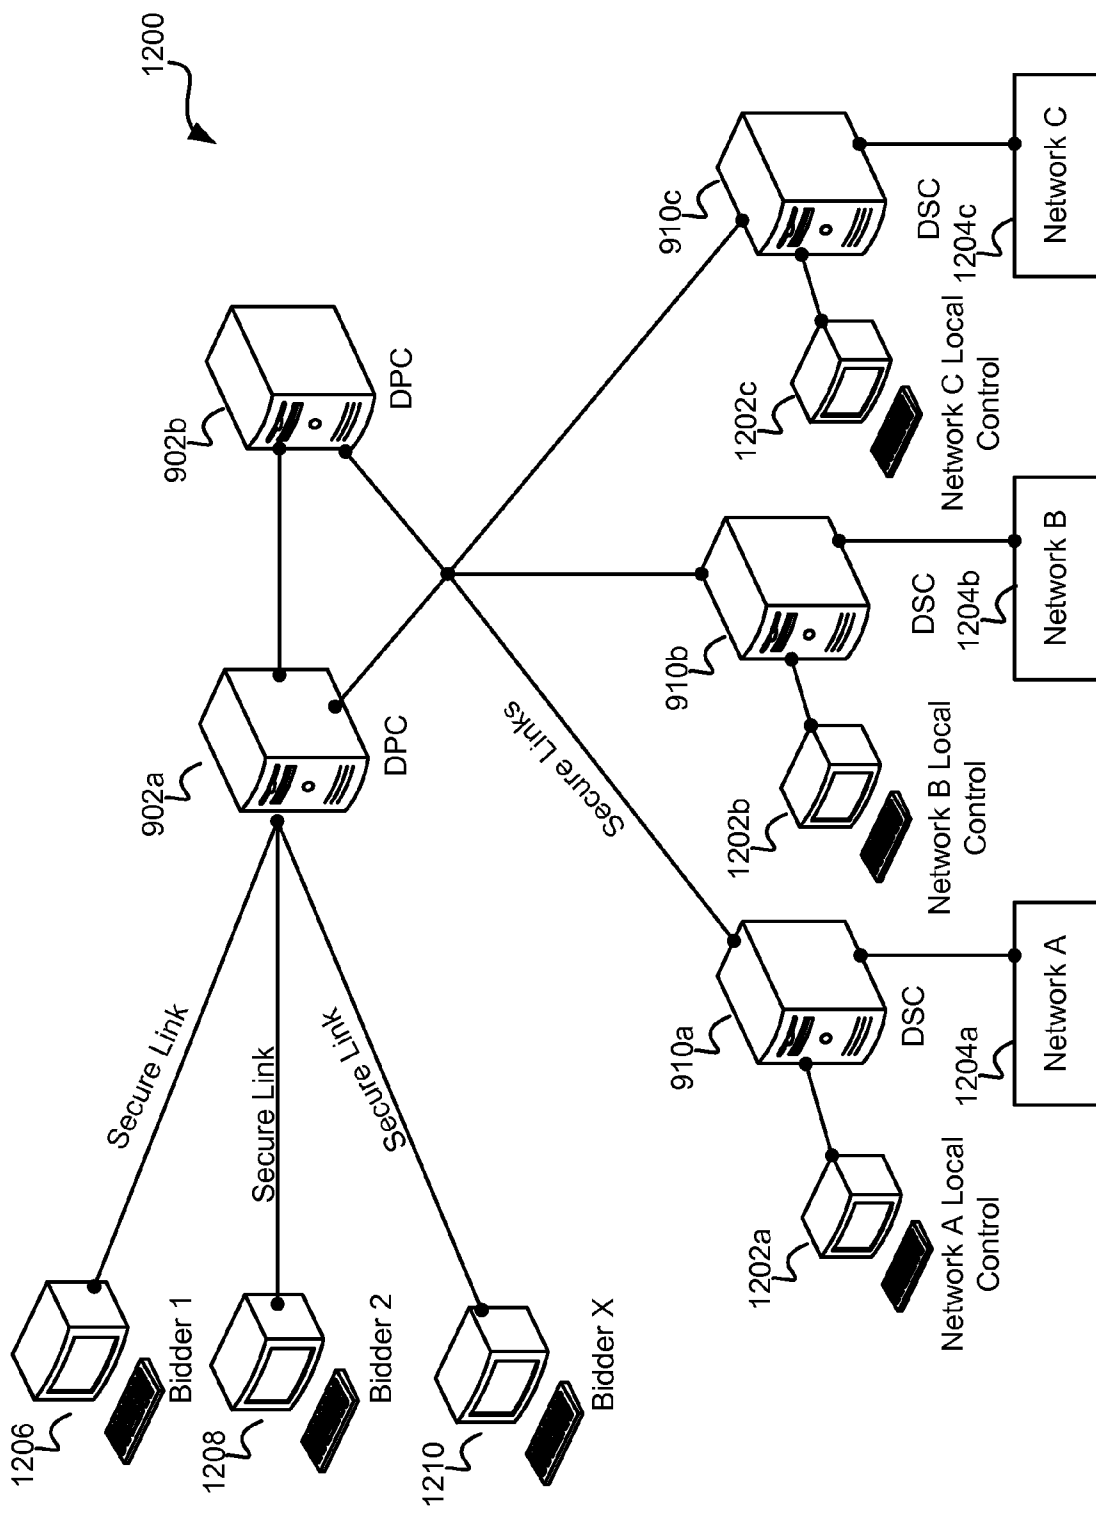 1200
1206
Bidder 1
1208
Bidder 2
1210
Bidder X
Secure Link
Secure Link
Secure Link
902a
DPC
902b
DPC
Secure Links
910a
DSC
1202a
Network A Local
Control
1204a
Network A
910b
DSC
1202b
Network B Local
Control
1204b
Network B
910c
DSC
1202c
Network C Local
Control
1204c
Network C